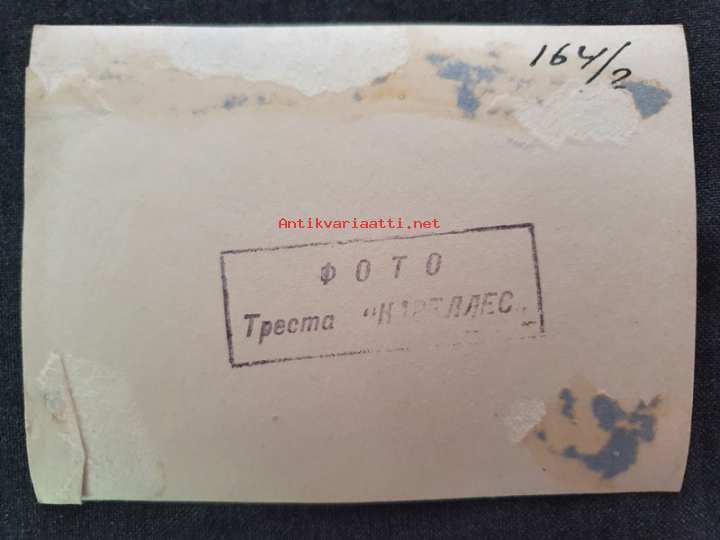 164/2
Antikvariaatti.net
ФОТО
Треста "КАРЕЛЛЕС"